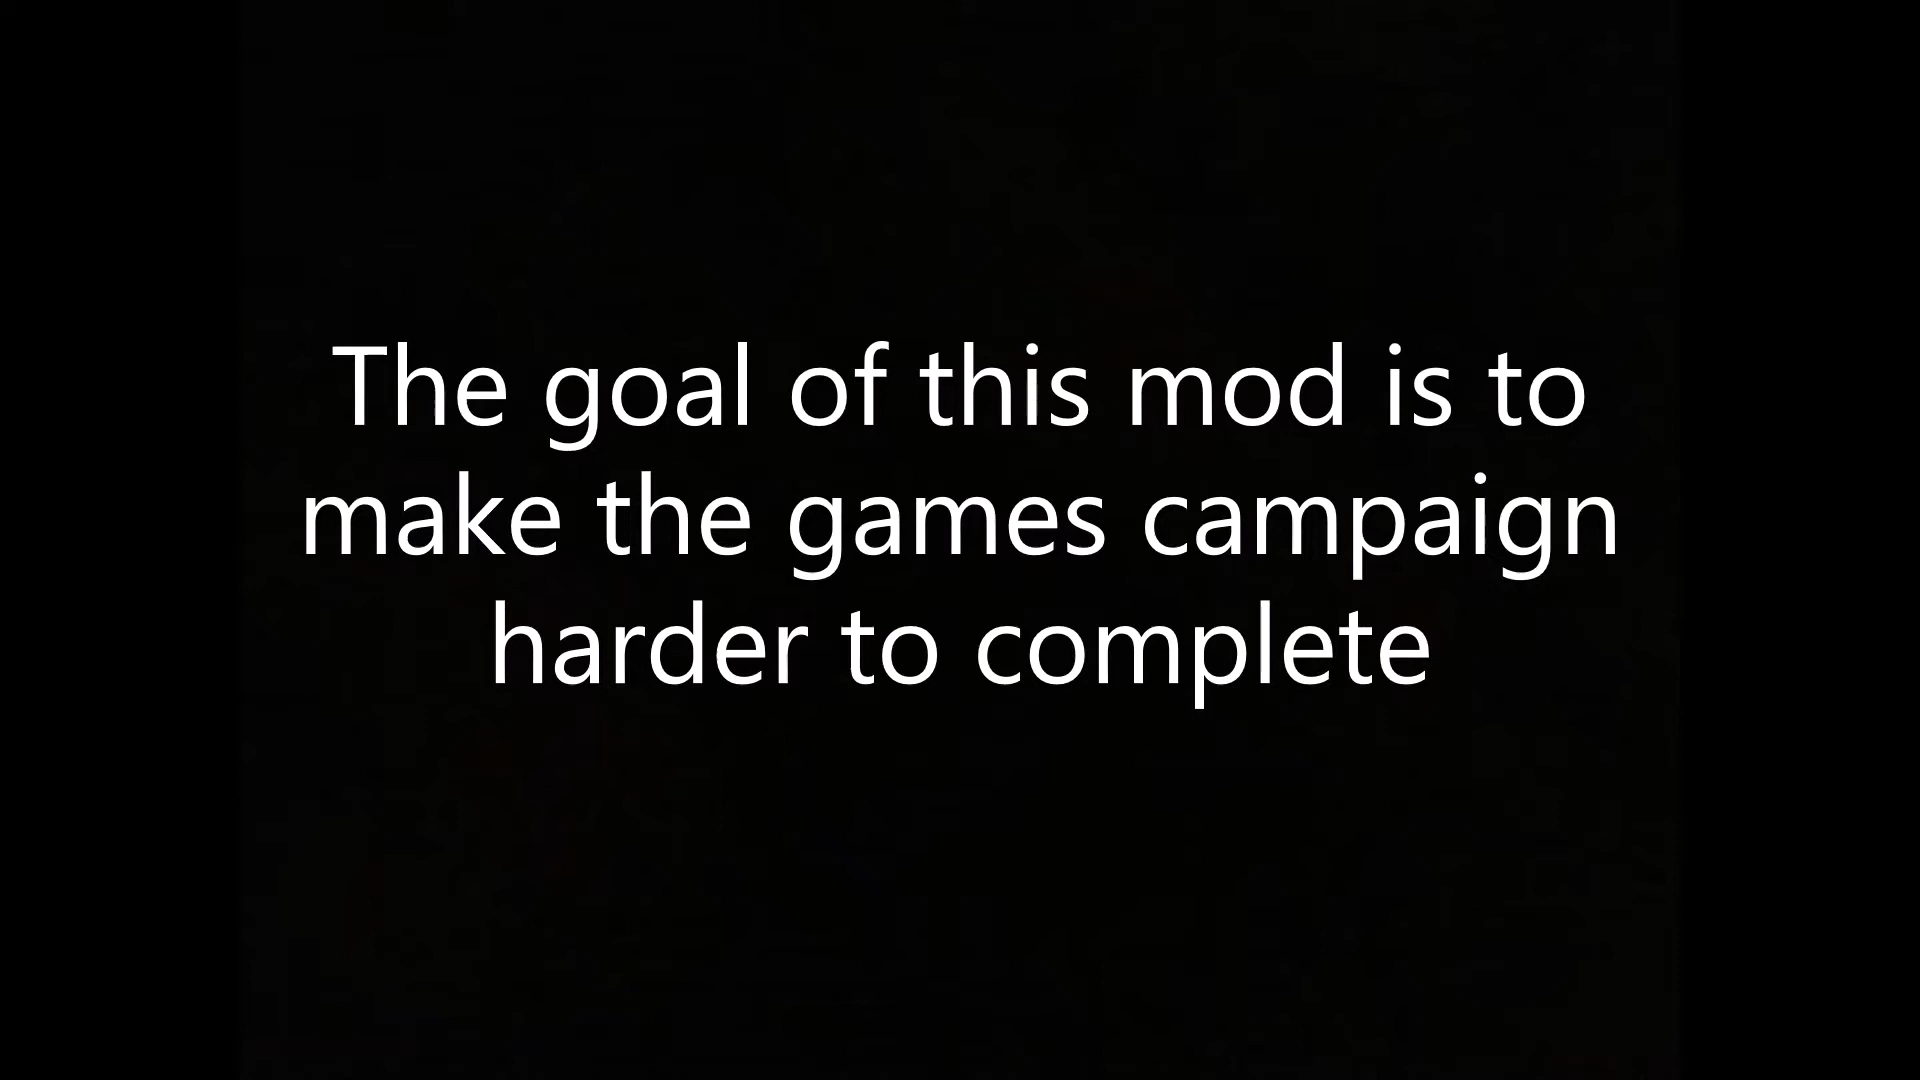 The goal of this mod is to
make the games campaign
harder to complete